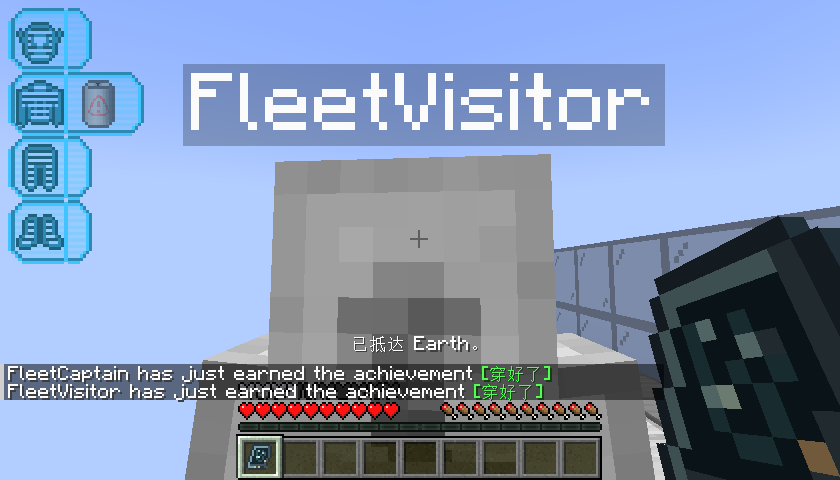 FleetVisitor
已抵达 Earth。
FleetCaptain has just earned the achievement [穿好了]
FleetVisitor has just earned the achievement [穿好了]